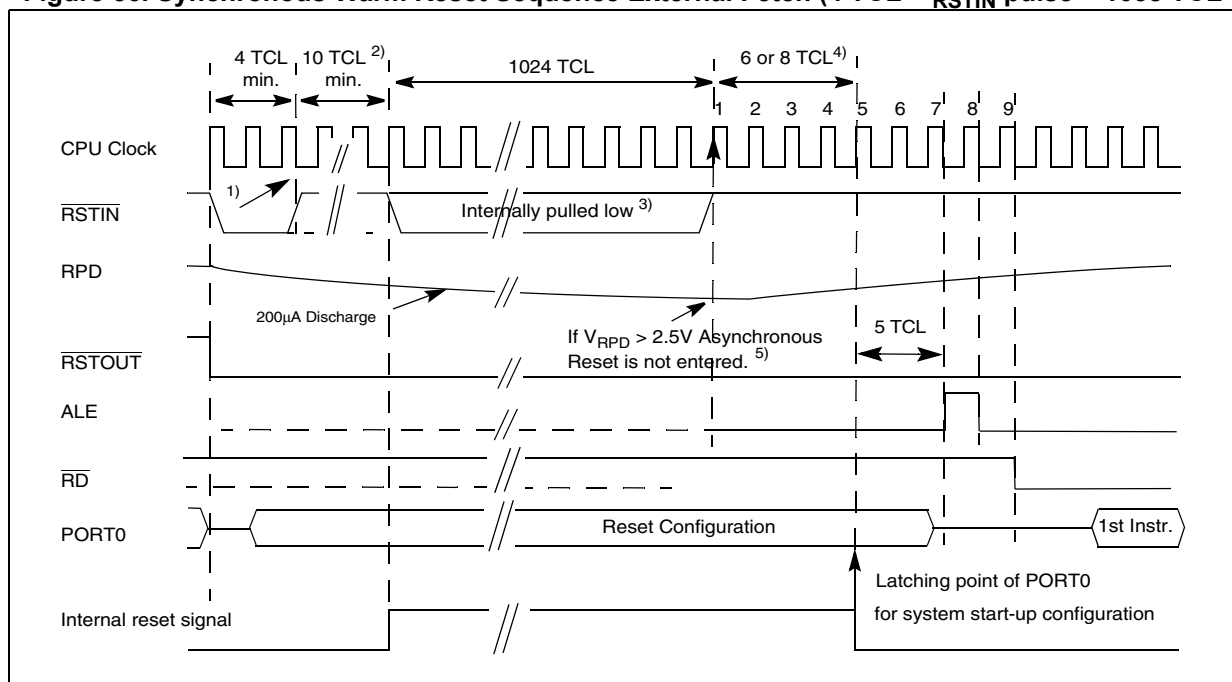 4 TCL min.
10 TCL 2) min.
1024 TCL
6 or 8 TCL4)
1 2 3 4 5 6 7 8 9
CPU Clock
1)
RSTIN
Internally pulled low 3)
RPD
200µA Discharge
If VRPD > 2.5V Asynchronous
Reset is not entered. 5)
5 TCL
RSTOUT
ALE
RD
PORT0
Reset Configuration
1st Instr.
Latching point of PORT0
for system start-up configuration
Internal reset signal